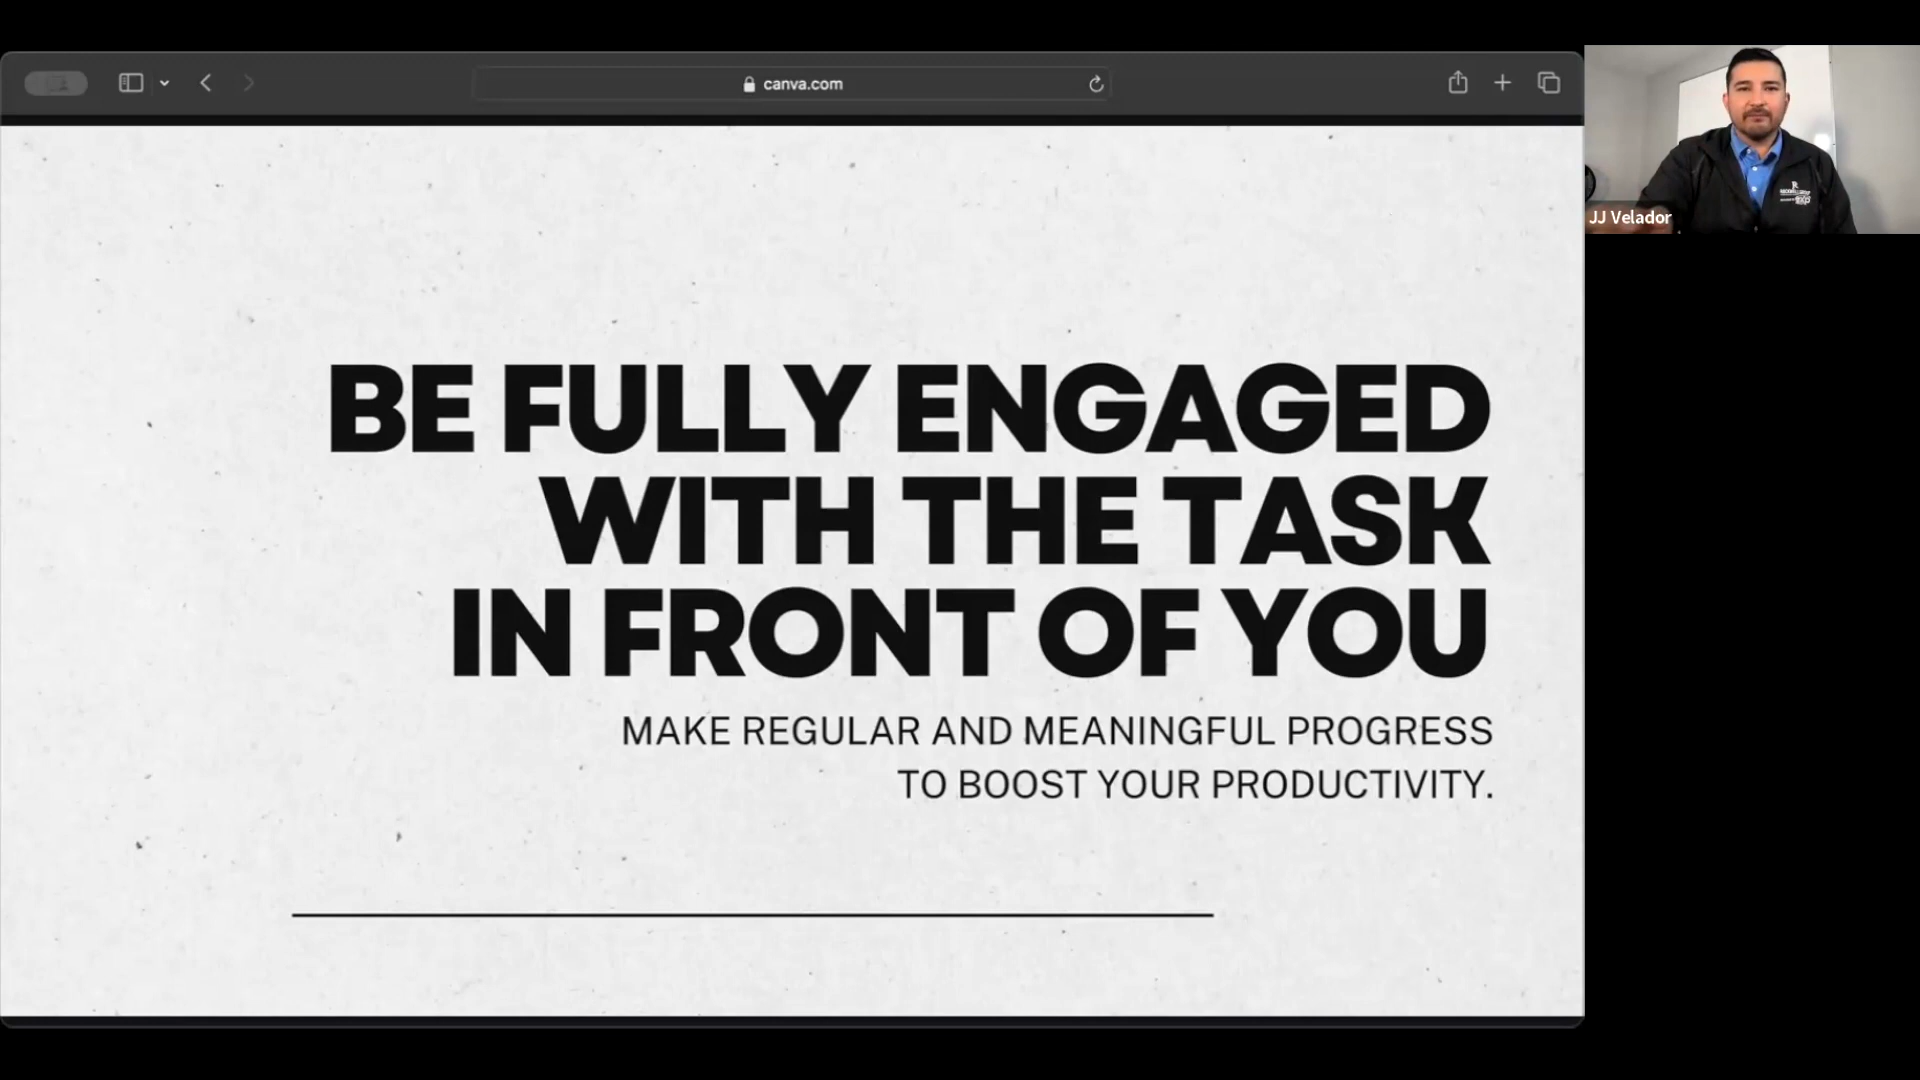 canva.com
JJ Velador
BE FULLY ENGAGED
WITH THE TASK
IN FRONT OF YOU
MAKE REGULAR AND MEANINGFUL PROGRESS
TO BOOST YOUR PRODUCTIVITY.